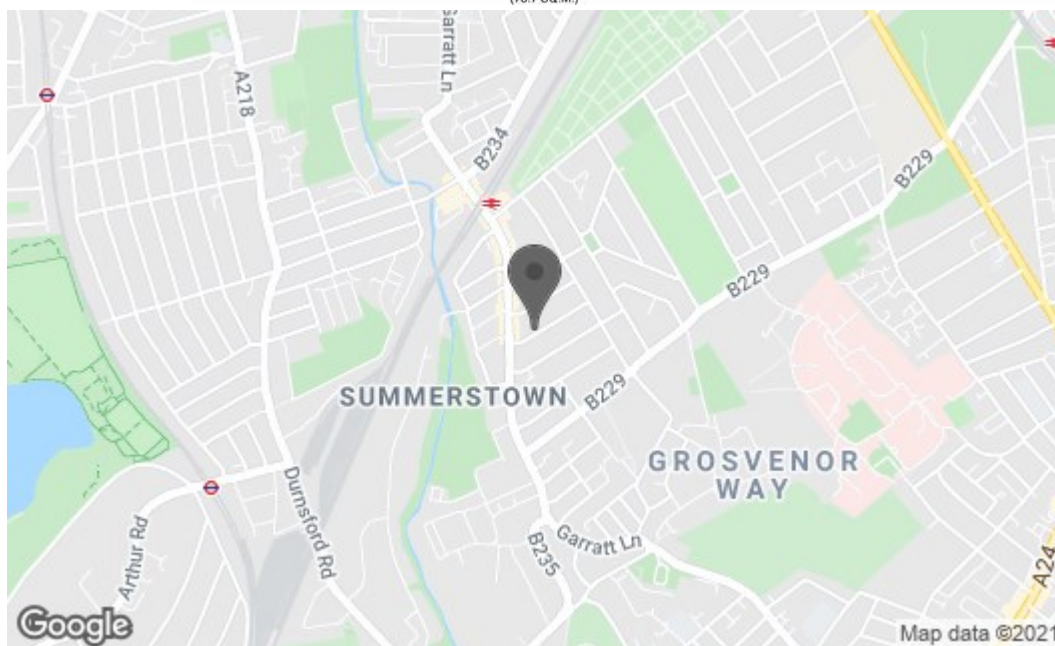 Garratt Ln
A218
B234
B229
B229
SUMMERSTOWN
B229
GROSVENOR
WAY
Durnsford Rd
Arthur Rd
B235
Garratt Ln
A24
Google
Map data ©2021